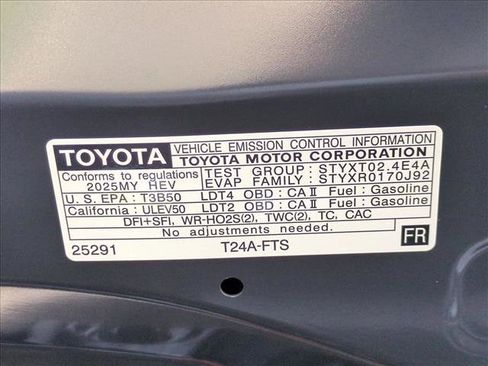 TOYOTA
VEHICLE EMISSION CONTROL INFORMATION
TOYOTA MOTOR CORPORATION
Conforms to regulations
2025MY HEV
TEST GROUP : STYXT02.4E4A
EVAP FAMILY : STYXR0170J92
U.S. EPA : T3B50 LDT4 OBD : CA II Fuel : Gasoline
California : ULEV50 LDT2 OBD : CA II Fuel : Gasoline
DFI+SFI, WR-HO2S(2), TWC(2), TC, CAC
No adjustments needed.
25291 T24A-FTS FR